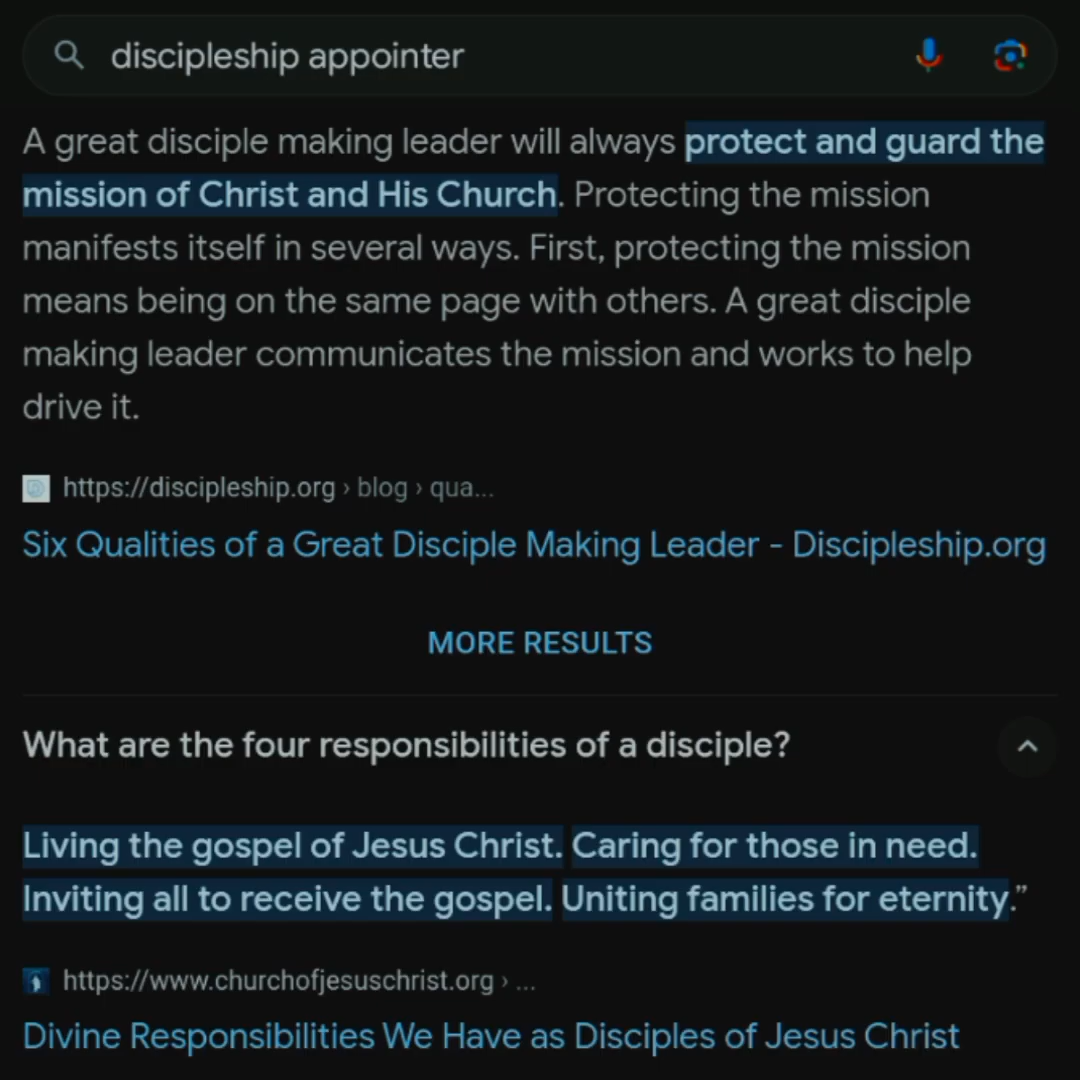 discipleship appointer
A great disciple making leader will always protect and guard the
mission of Christ and His Church. Protecting the mission
manifests itself in several ways. First, protecting the mission
means being on the same page with others. A great disciple
making leader communicates the mission and works to help
drive it.
https://discipleship.org › blog › qua...
Six Qualities of a Great Disciple Making Leader - Discipleship.org
MORE RESULTS
What are the four responsibilities of a disciple?
Living the gospel of Jesus Christ. Caring for those in need.
Inviting all to receive the gospel. Uniting families for eternity.”
https://www.churchofjesuschrist.org › ...
Divine Responsibilities We Have as Disciples of Jesus Christ